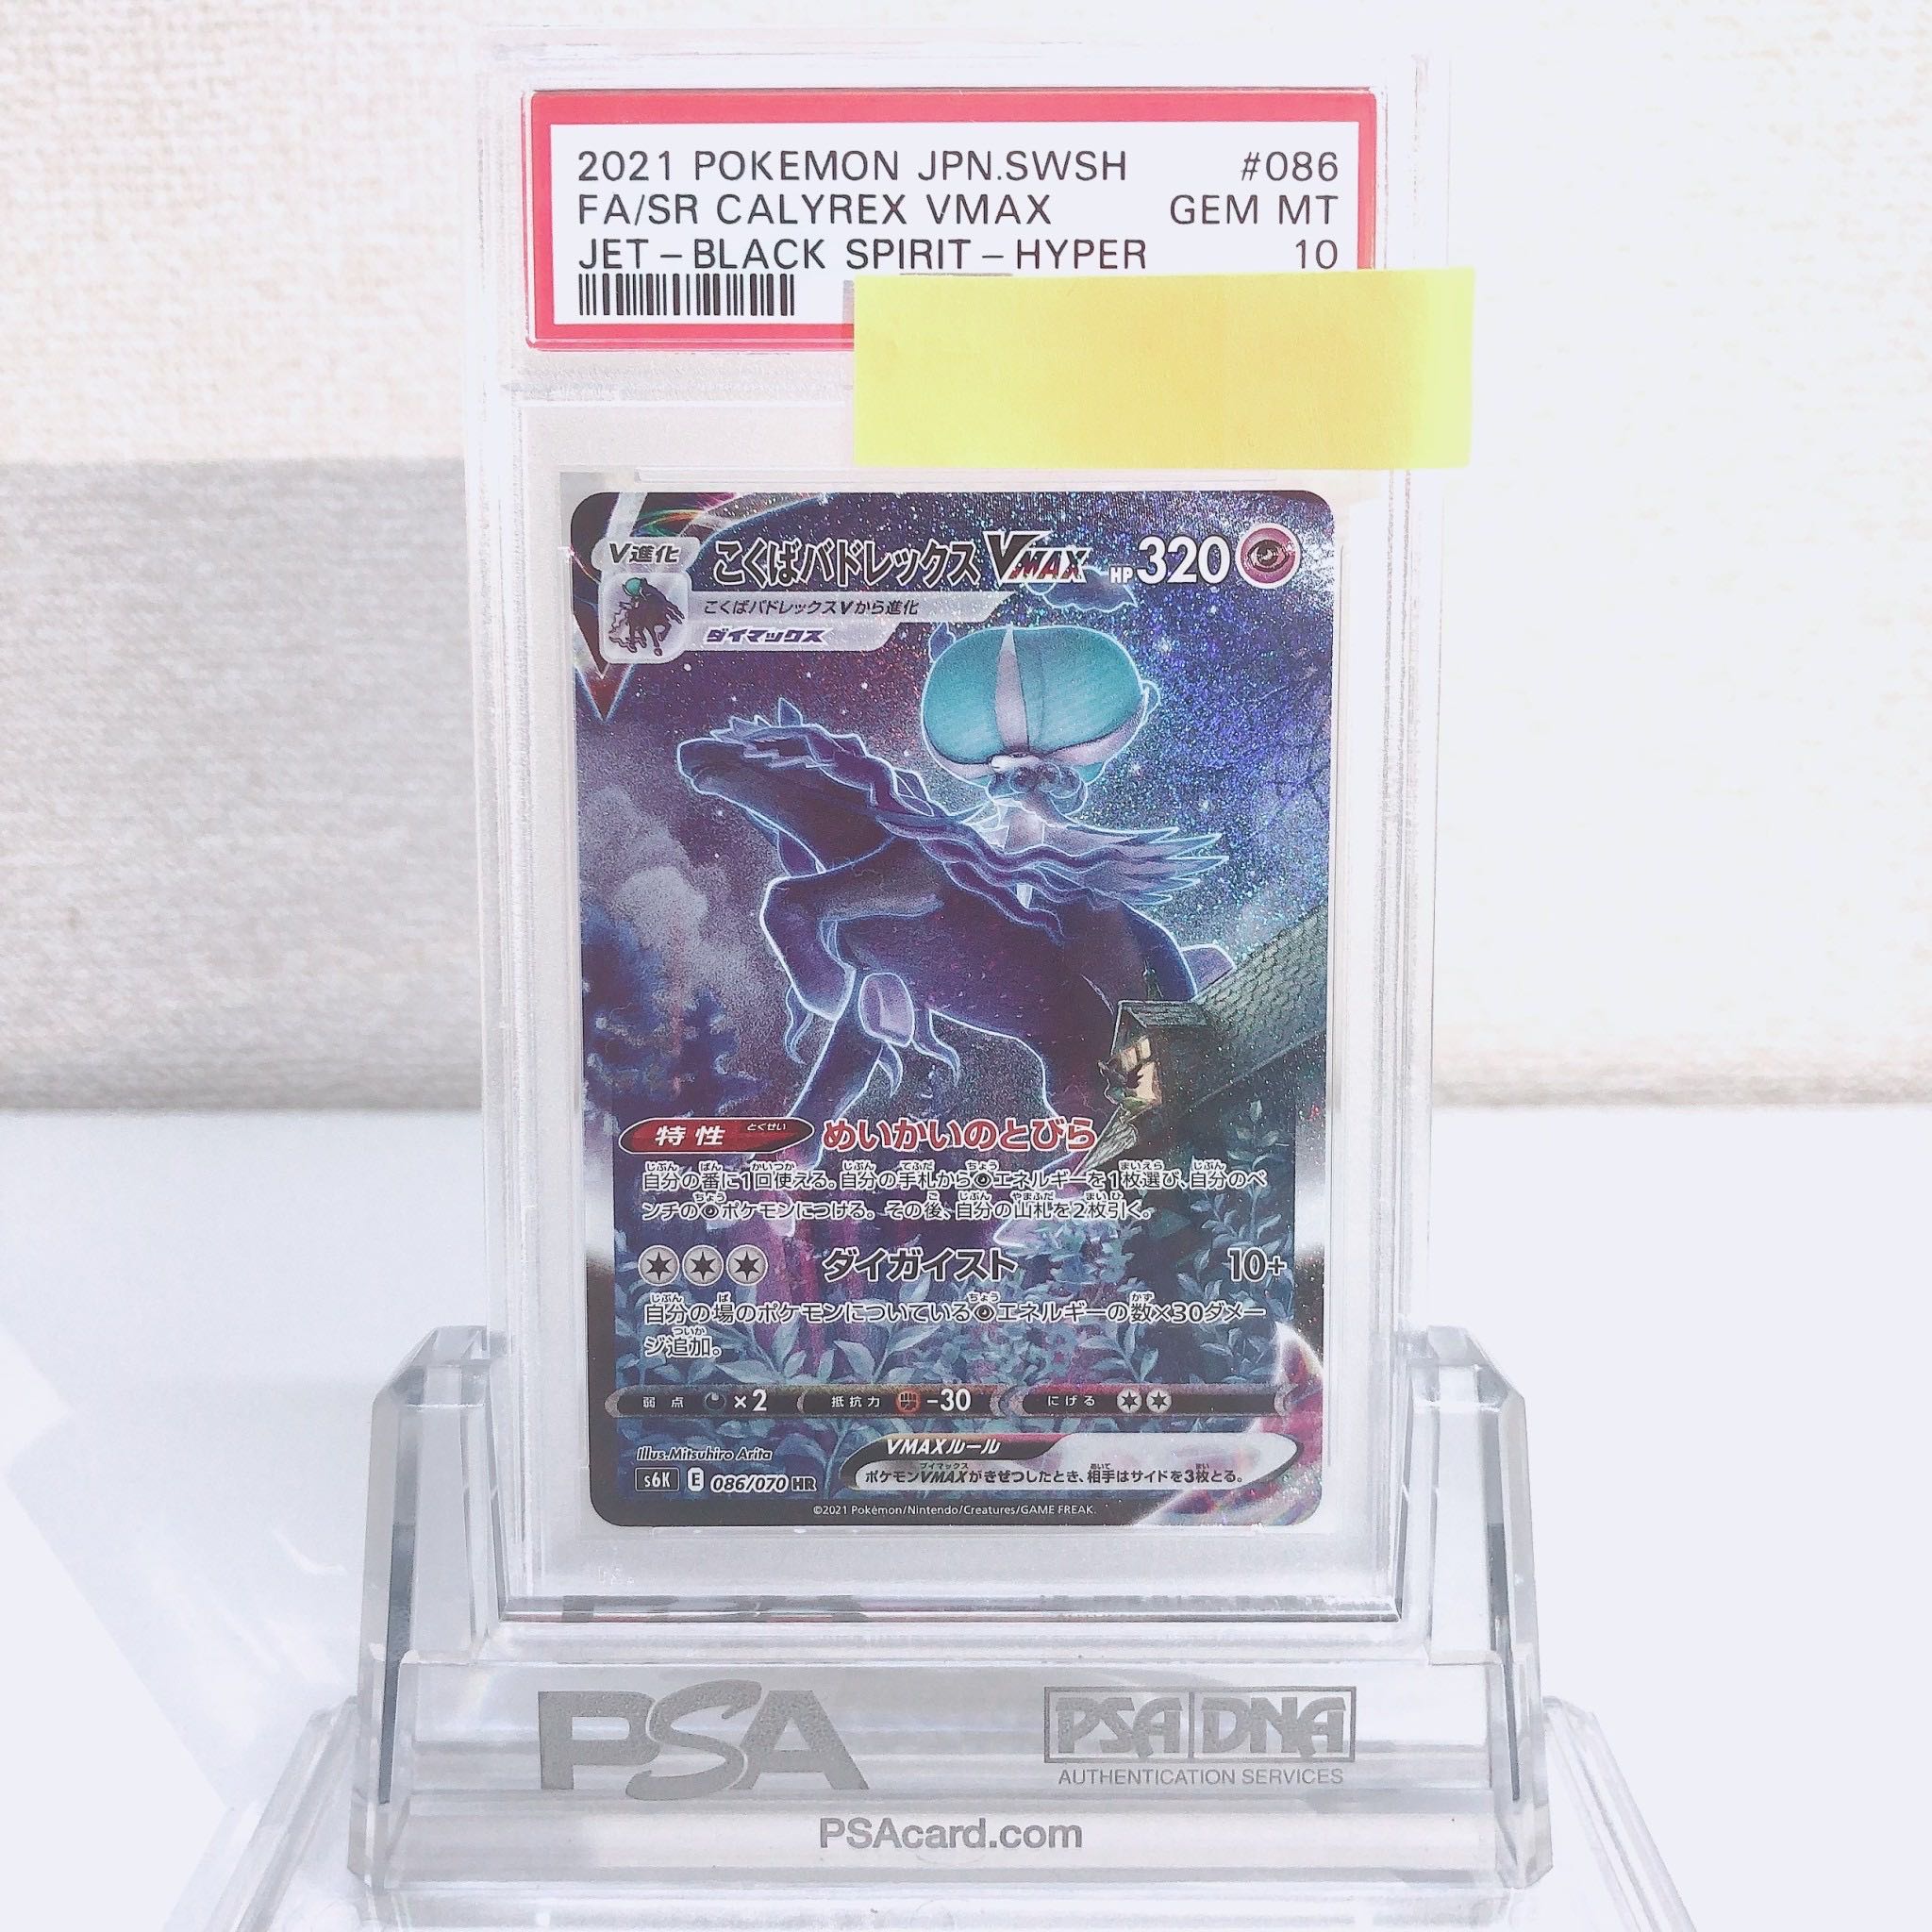 2021 POKEMON JPN.SWSH #086
FA/SR CALYREX VMAX GEM MT
JET-BLACK SPIRIT-HYPER 10
V進化 こくばバドレックス VMAX HP 320
こくばバドレックスVから進化
ダイマックス
特性 とくせい めいかいのとびら
自分の番に1回使える。自分の手札から エネルギーを1枚選び、自分のベ
ンチの ポケモンにつける。その後、自分の山札を2枚引く。
ダイガイスト 10+
自分の場のポケモンについている エネルギーの数×30ダメー
ジ追加。
弱点 ×2 抵抗力 -30 にげる
Illus.Mitsuhiro Arita
VMAXルール
ポケモンVMAXがきぜつしたとき、相手はサイドを3枚とる。
s6K E 086/070 HR
©2021 Pokémon/Nintendo/Creatures/GAME FREAK.
PSA PSA DNA
AUTHENTICATION SERVICES
PSAcard.com